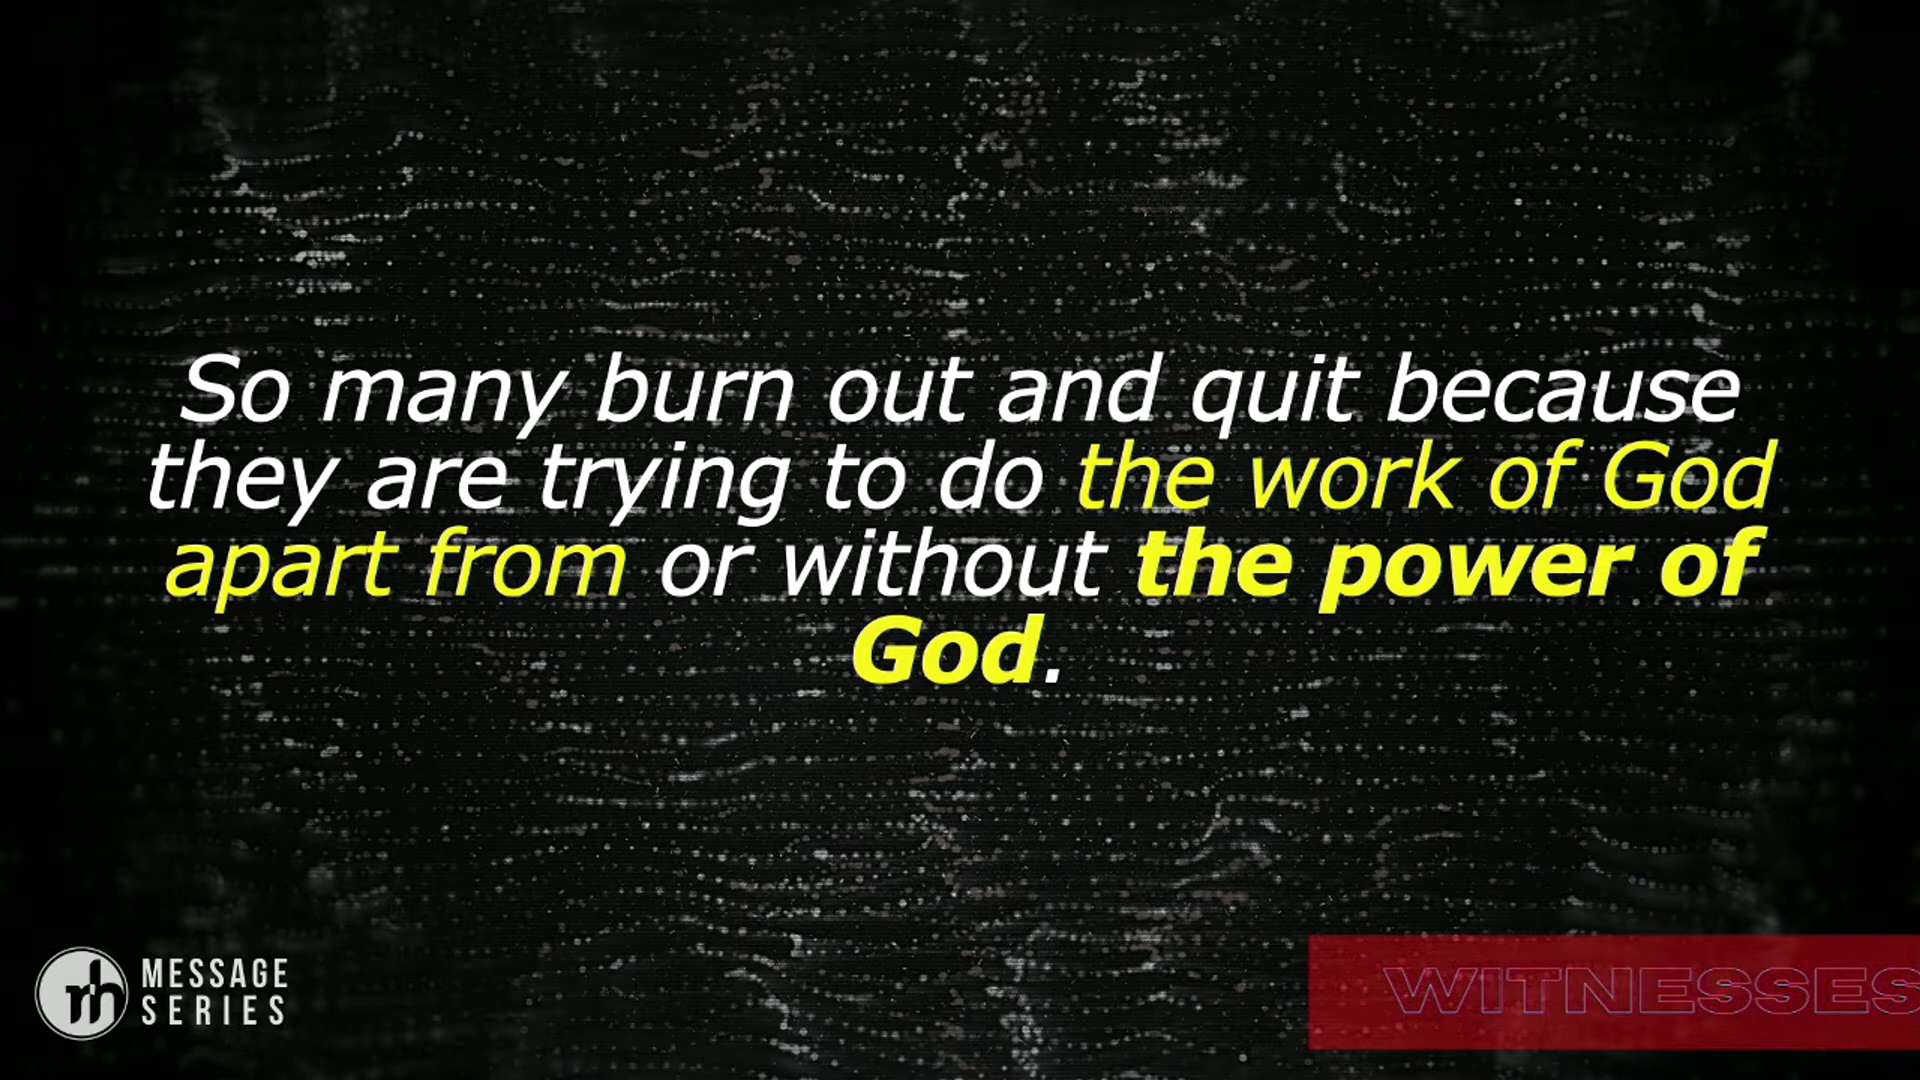 So many burn out and quit because
they are trying to do the work of God
apart from or without the power of
God.
rh
MESSAGE
SERIES
WITNESSES